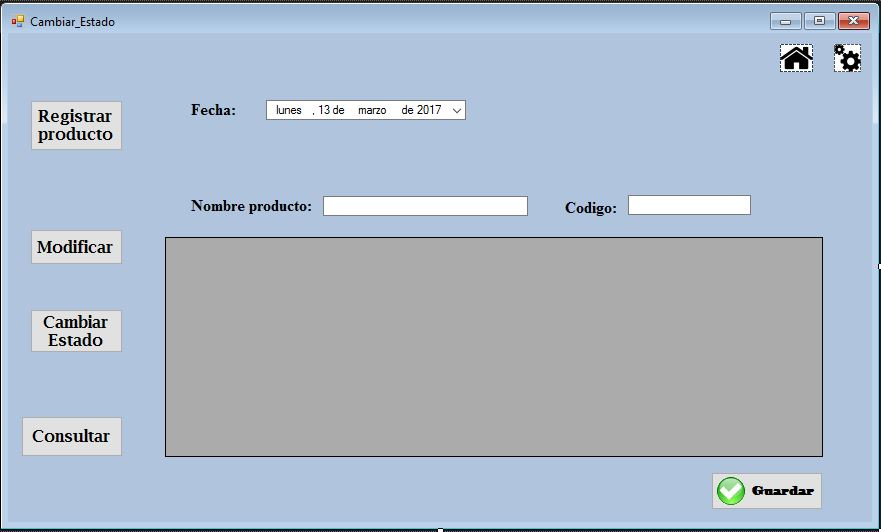 Cambiar_Estado
Registrar
producto
Fecha:
lunes , 13 de marzo de 2017
Nombre producto:
Codigo:
Modificar
Cambiar
Estado
Consultar
Guardar